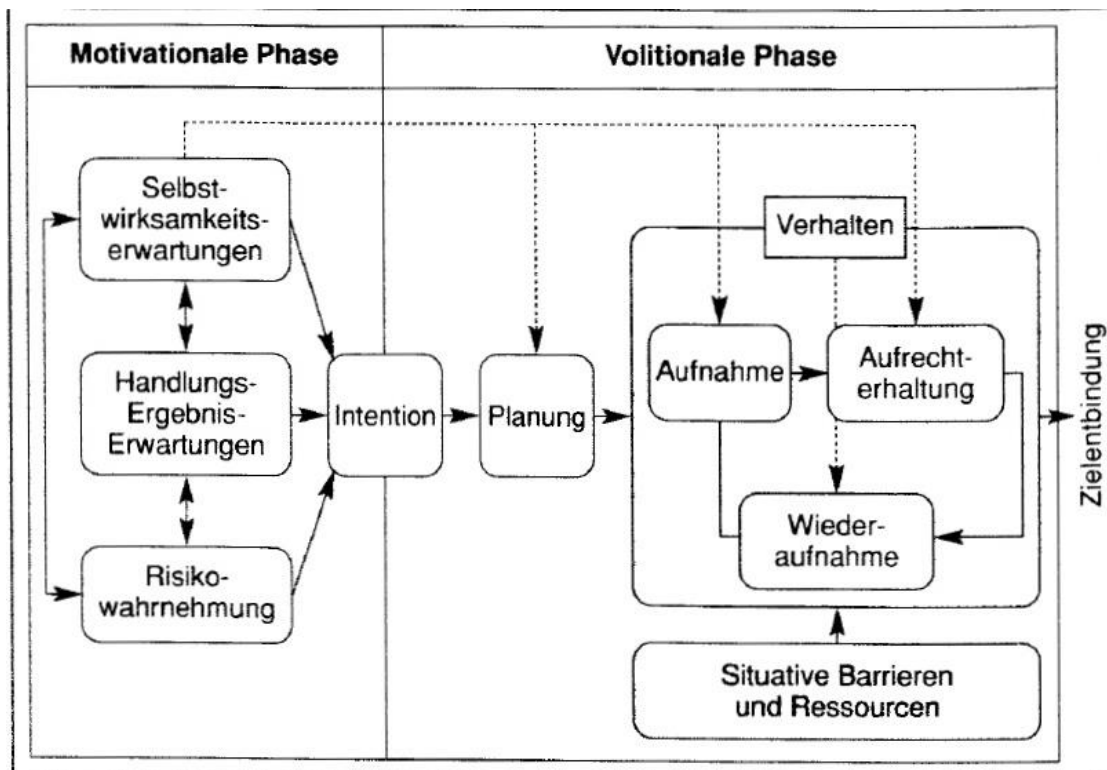 Motivationale Phase
Volitionale Phase
Selbst-
wirksamkeits-
erwartungen
Handlungs-
Ergebnis-
Erwartungen
Risiko-
wahrnehmung
Intention
Planung
Verhalten
Aufnahme
Aufrecht-
erhaltung
Wieder-
aufnahme
Situative Barrieren
und Ressourcen
Zielentbindung